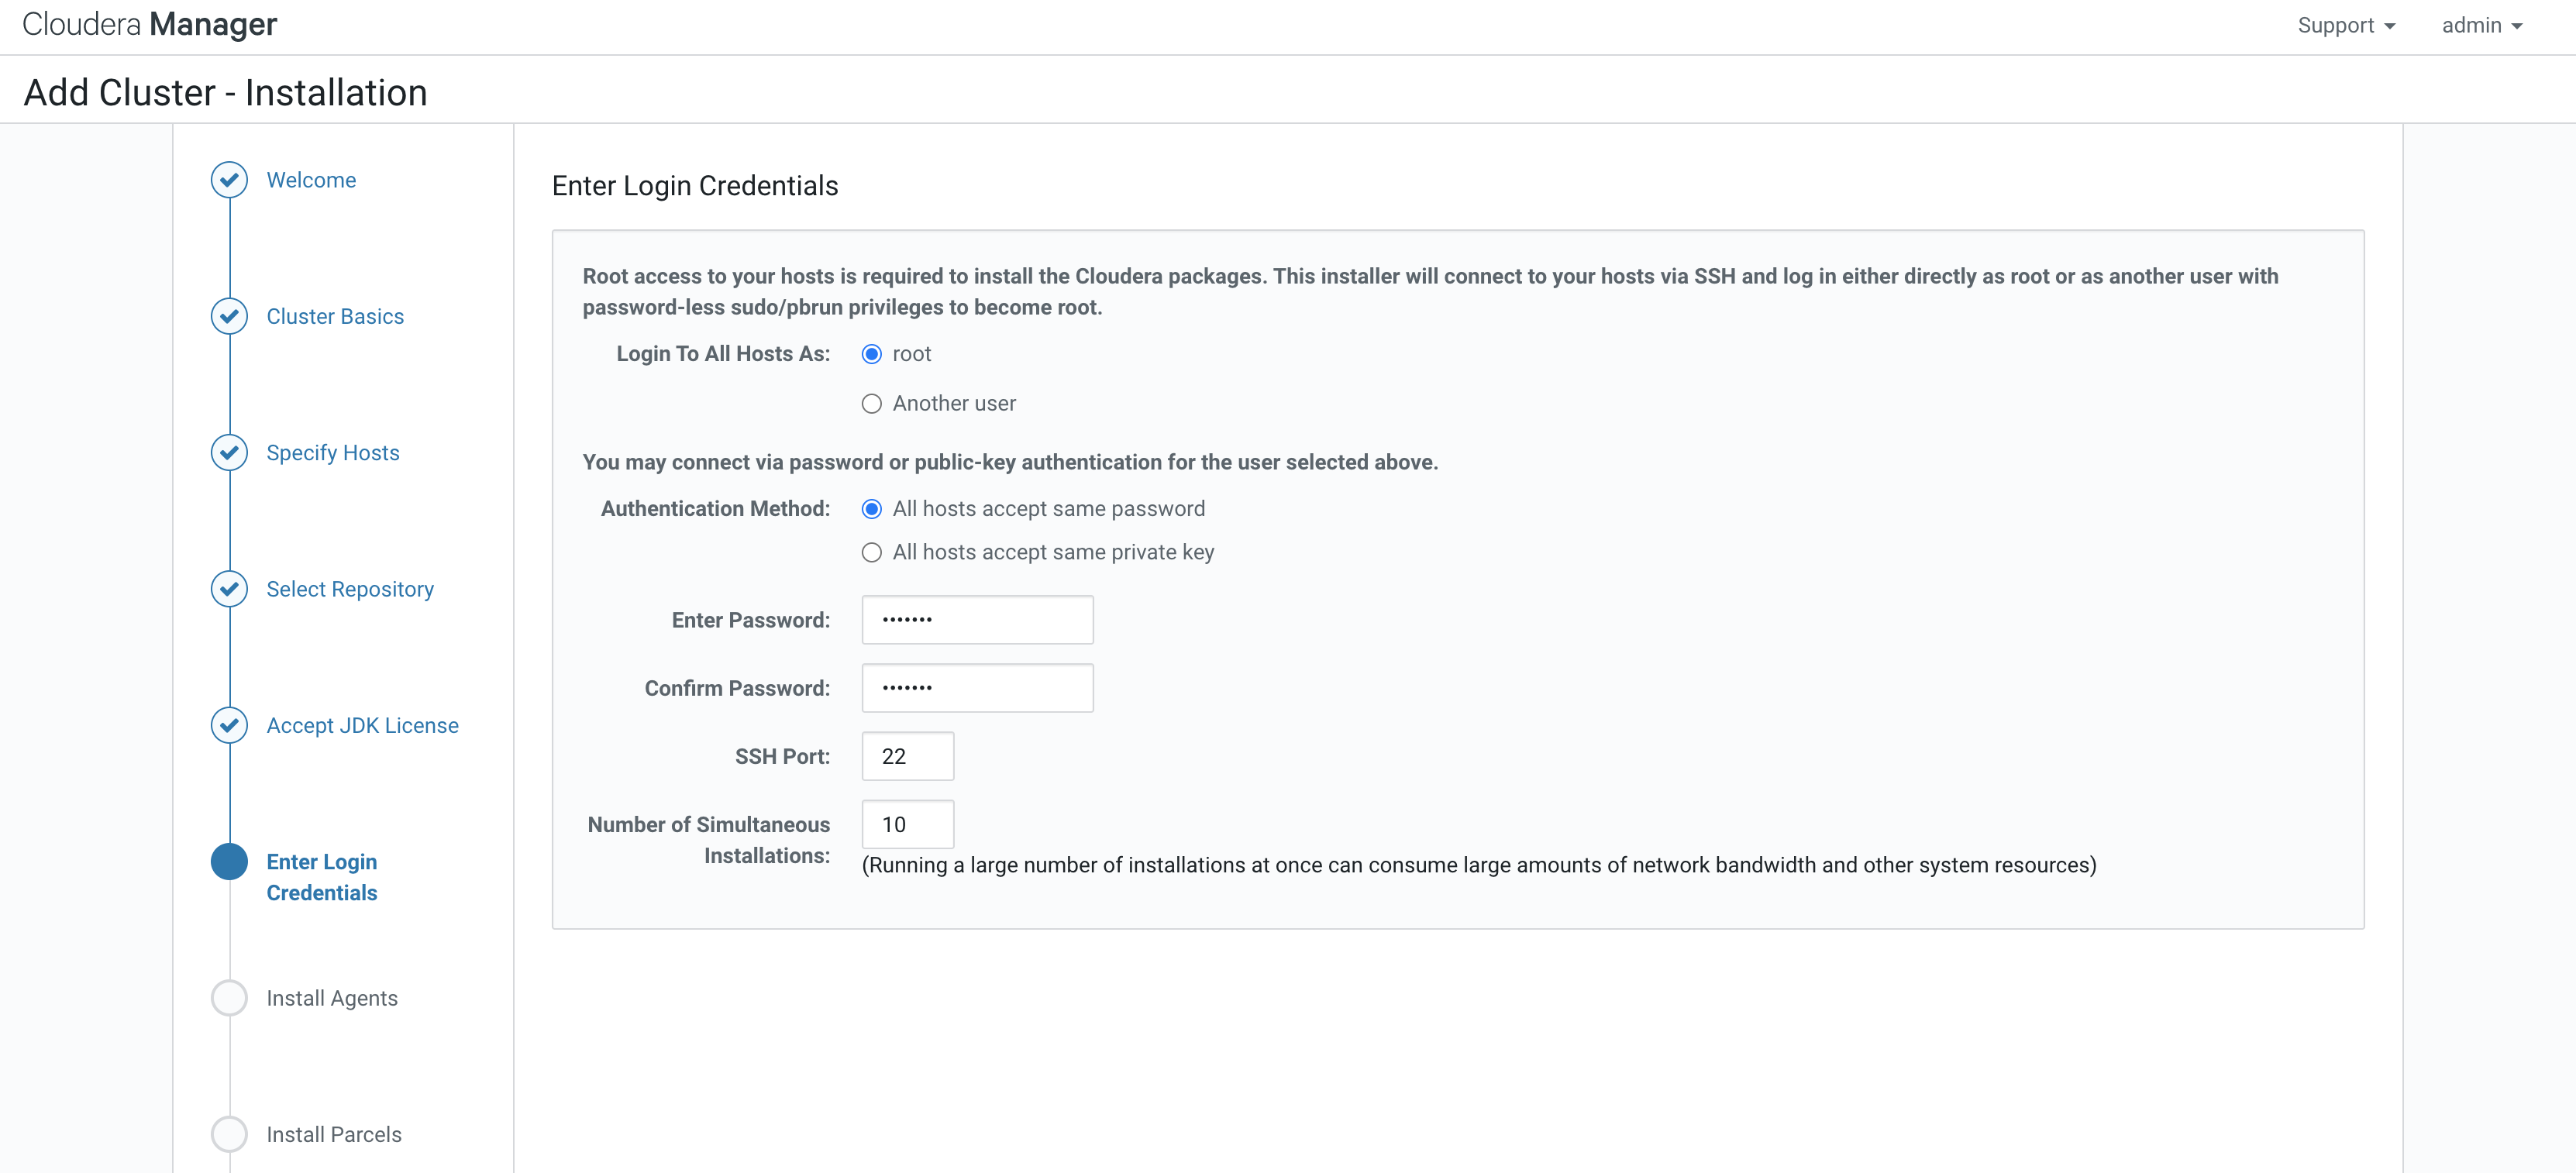 Cloudera Manager
Support
admin
Add Cluster - Installation
Welcome
Cluster Basics
Specify Hosts
Select Repository
Accept JDK License
Enter Login
Credentials
Install Agents
Install Parcels
Enter Login Credentials
Root access to your hosts is required to install the Cloudera packages. This installer will connect to your hosts via SSH and log in either directly as root or as another user with
password-less sudo/pbrun privileges to become root.
Login To All Hosts As:
root
Another user
You may connect via password or public-key authentication for the user selected above.
Authentication Method:
All hosts accept same password
All hosts accept same private key
Enter Password: •••••••
Confirm Password: •••••••
SSH Port: 22
Number of Simultaneous
Installations:
10
(Running a large number of installations at once can consume large amounts of network bandwidth and other system resources)